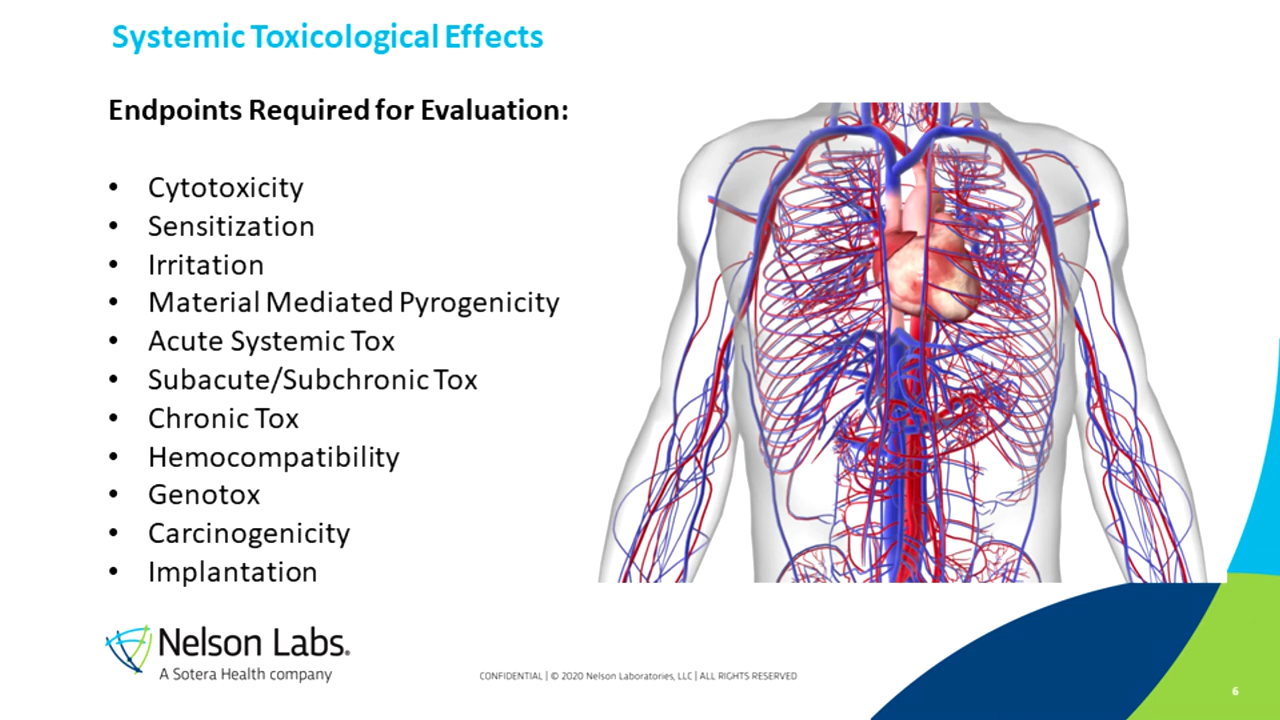 Systemic Toxicological Effects
Endpoints Required for Evaluation:
• Cytotoxicity
• Sensitization
• Irritation
• Material Mediated Pyrogenicity
• Acute Systemic Tox
• Subacute/Subchronic Tox
• Chronic Tox
• Hemocompatibility
• Genotox
• Carcinogenicity
• Implantation
Nelson Labs®
A Sotera Health company
CONFIDENTIAL | © 2020 Nelson Laboratories, LLC | ALL RIGHTS RESERVED
6